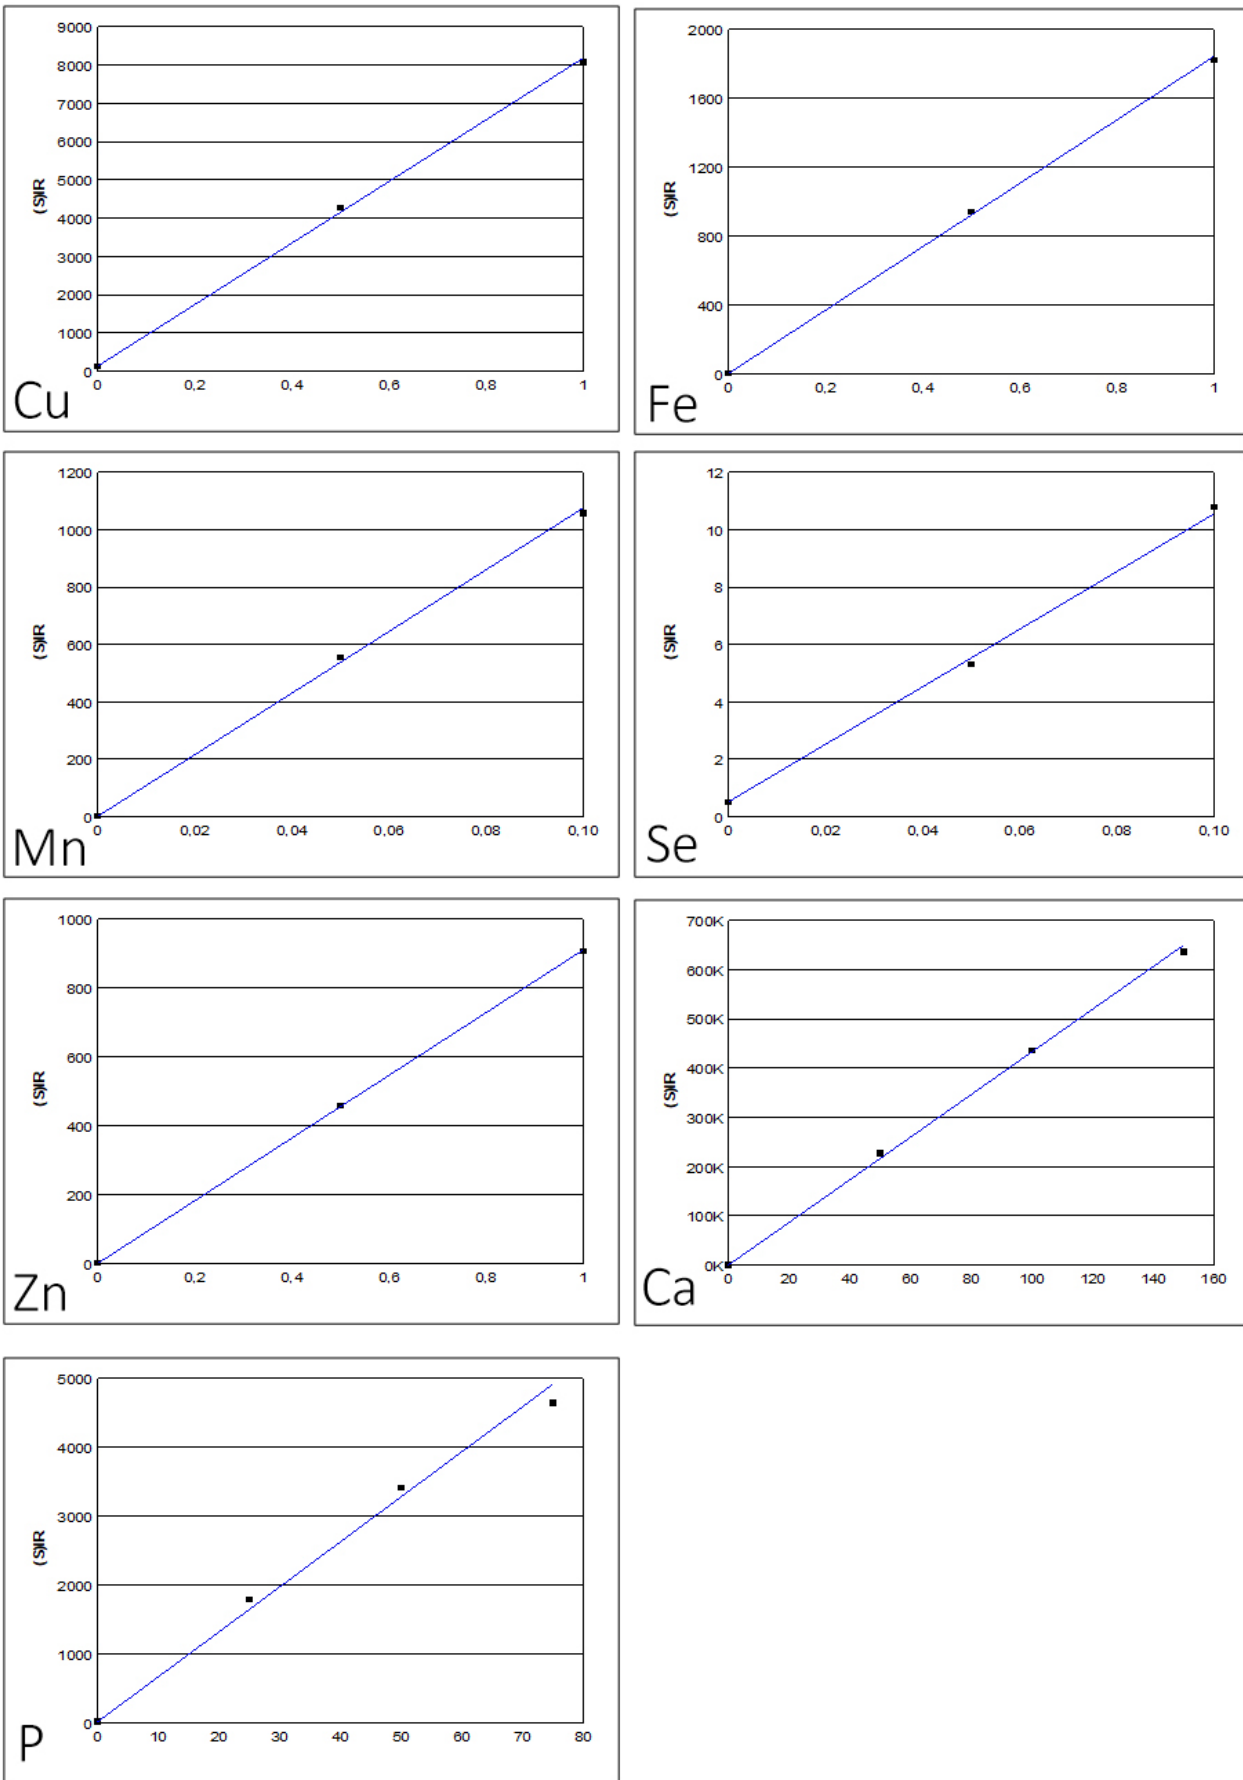 9000
8000
7000
6000
5000
4000
3000
2000
1000
0
(S)IR
0 0,2 0,4 0,6 0,8 1
Cu
2000
1600
1200
800
400
0
(S)IR
0 0,2 0,4 0,6 0,8 1
Fe
1200
1000
800
600
400
200
0
(S)IR
0 0,02 0,04 0,06 0,08 0,10
Mn
12
10
8
6
4
2
0
(S)IR
0 0,02 0,04 0,06 0,08 0,10
Se
1000
800
600
400
200
0
(S)IR
0 0,2 0,4 0,6 0,8 1
Zn
700K
600K
500K
400K
300K
200K
100K
0K
(S)IR
0 20 40 60 80 100 120 140 160
Ca
5000
4000
3000
2000
1000
0
(S)IR
0 10 20 30 40 50 60 70 80
P